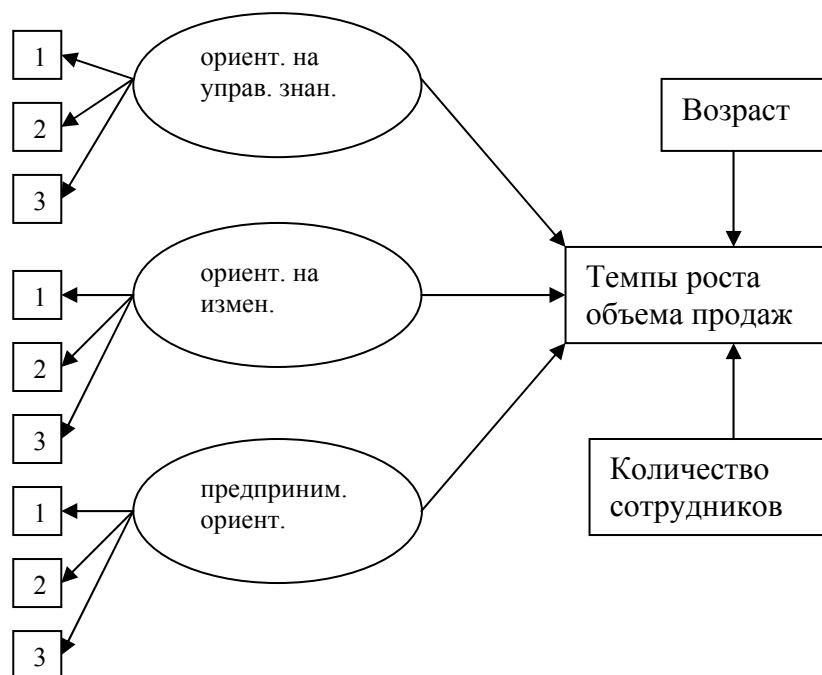 1
2
3
ориент. на
управ. знан.
1
2
3
ориент. на
измен.
1
2
3
предприним.
ориент.
Возраст
Темпы роста
объема продаж
Количество
сотрудников